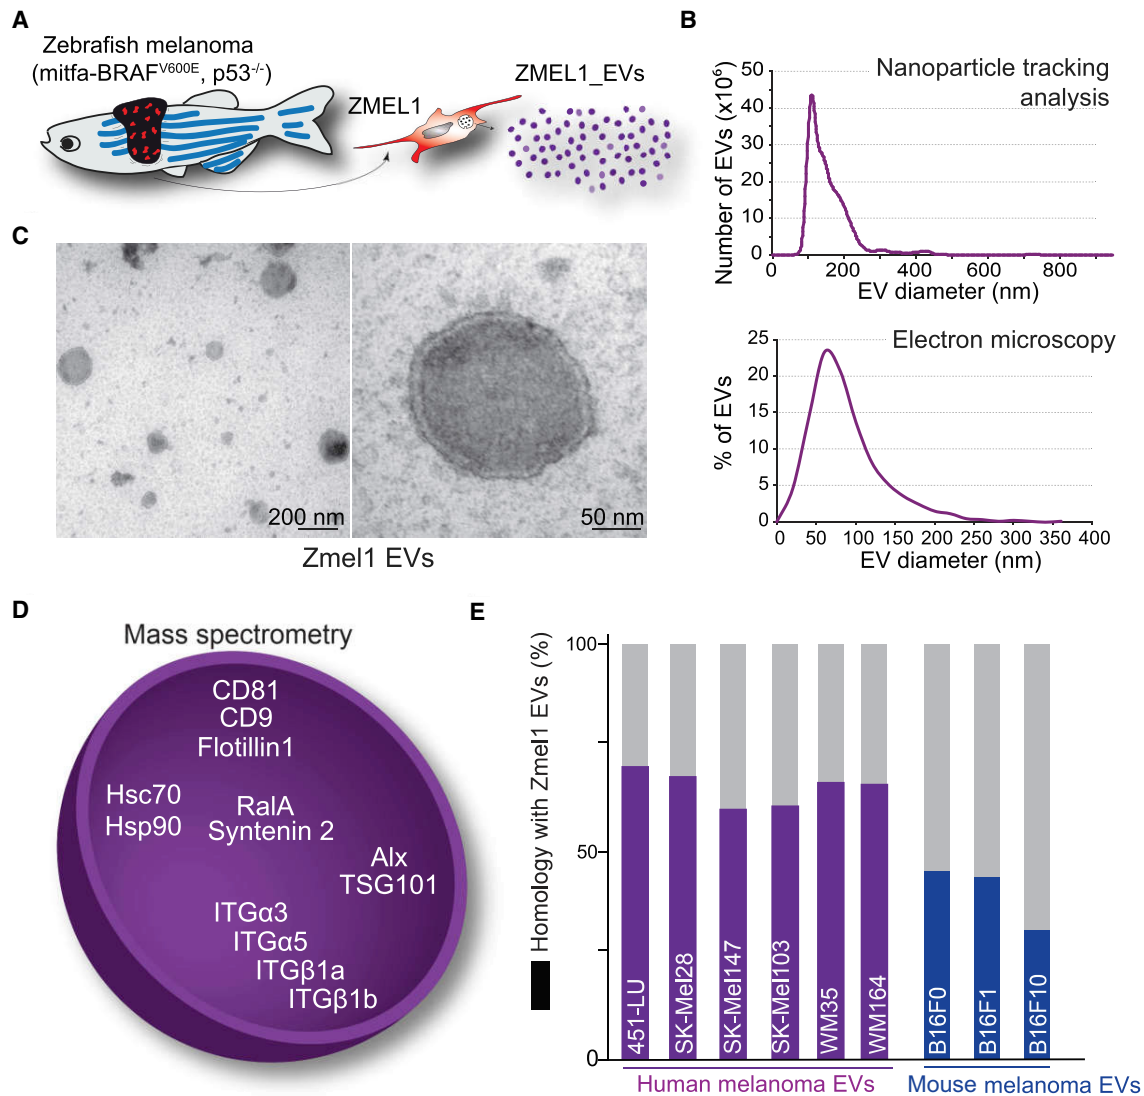 A
Zebrafish melanoma
(mitfa-BRAFV600E, p53-/-)
ZMEL1
ZMEL1_EVs
B
Nanoparticle tracking
analysis
Number of EVs (x10⁶)
50
40
30
20
10
0
0 200 400 600 800
EV diameter (nm)
Electron microscopy
% of EVs
25
20
15
10
5
0
0 50 100 150 200 250 300 350 400
EV diameter (nm)
C
200 nm
50 nm
Zmel1 EVs
D
Mass spectrometry
CD81
CD9
Flotillin1
Hsc70
Hsp90
RalA
Syntenin 2
Alx
TSG101
ITGα3
ITGα5
ITGβ1a
ITGβ1b
E
Homology with Zmel1 EVs (%)
100
50
0
451-LU
SK-Mel28
SK-Mel147
SK-Mel103
WM35
WM164
B16F0
B16F1
B16F10
Human melanoma EVs
Mouse melanoma EVs